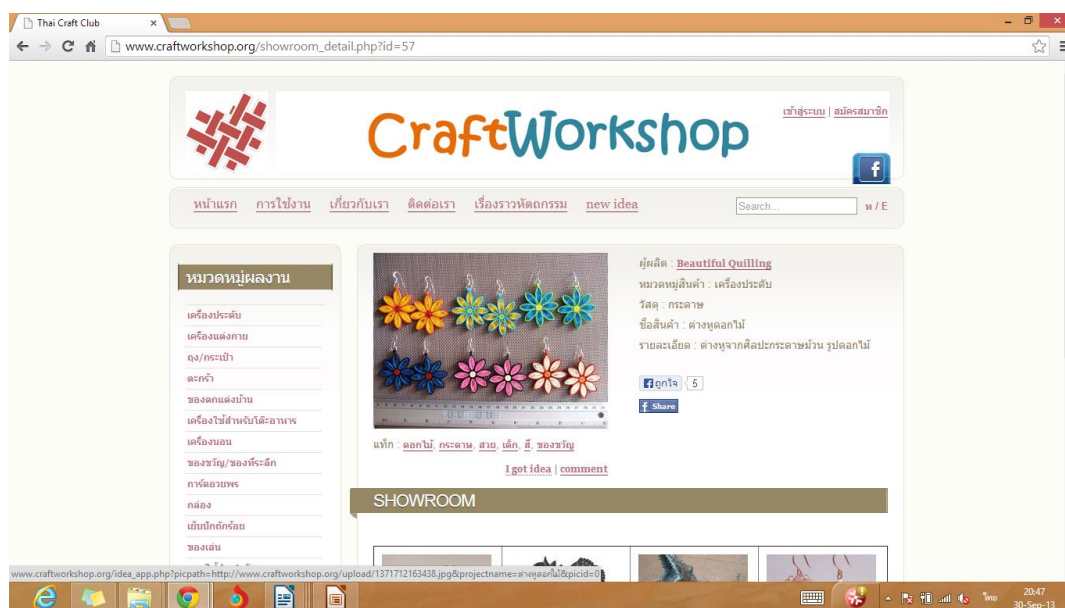 Thai Craft Club
www.craftworkshop.org/showroom_detail.php?id=57
CraftWorkshop
เข้าสู่ระบบ | สมัครสมาชิก
หน้าแรก การใช้งาน เกี่ยวกับเรา ติดต่อเรา เรื่องราวหัตถกรรม new idea
Search...
ท / E
หมวดหมู่ผลงาน
เครื่องประดับ
เครื่องแต่งกาย
ถุง/กระเป๋า
ตะกร้า
ของตกแต่งบ้าน
เครื่องใช้สำหรับโต๊ะอาหาร
เครื่องนอน
ของขวัญ/ของที่ระลึก
การ์ดอวยพร
กล่อง
เย็บปักถักร้อย
ของเล่น
ผู้ผลิต : Beautiful Quilling
หมวดหมู่สินค้า : เครื่องประดับ
วัสดุ : กระดาษ
ชื่อสินค้า : ต่างหูดอกไม้
รายละเอียด : ต่างหูจากศิลปะกระดาษม้วน รูปดอกไม้
ถูกใจ 5
Share
แท็ก : ดอกไม้, กระดาษ, สวย, เด็ก, สี, ของขวัญ
I got idea | comment
SHOWROOM
www.craftworkshop.org/idea_app.php?picpath=http://www.craftworkshop.org/upload/1371712163438.jpg&projectname=ต่างหูดอกไม้&picid=0
ไทย
20:47
30-Sep-13